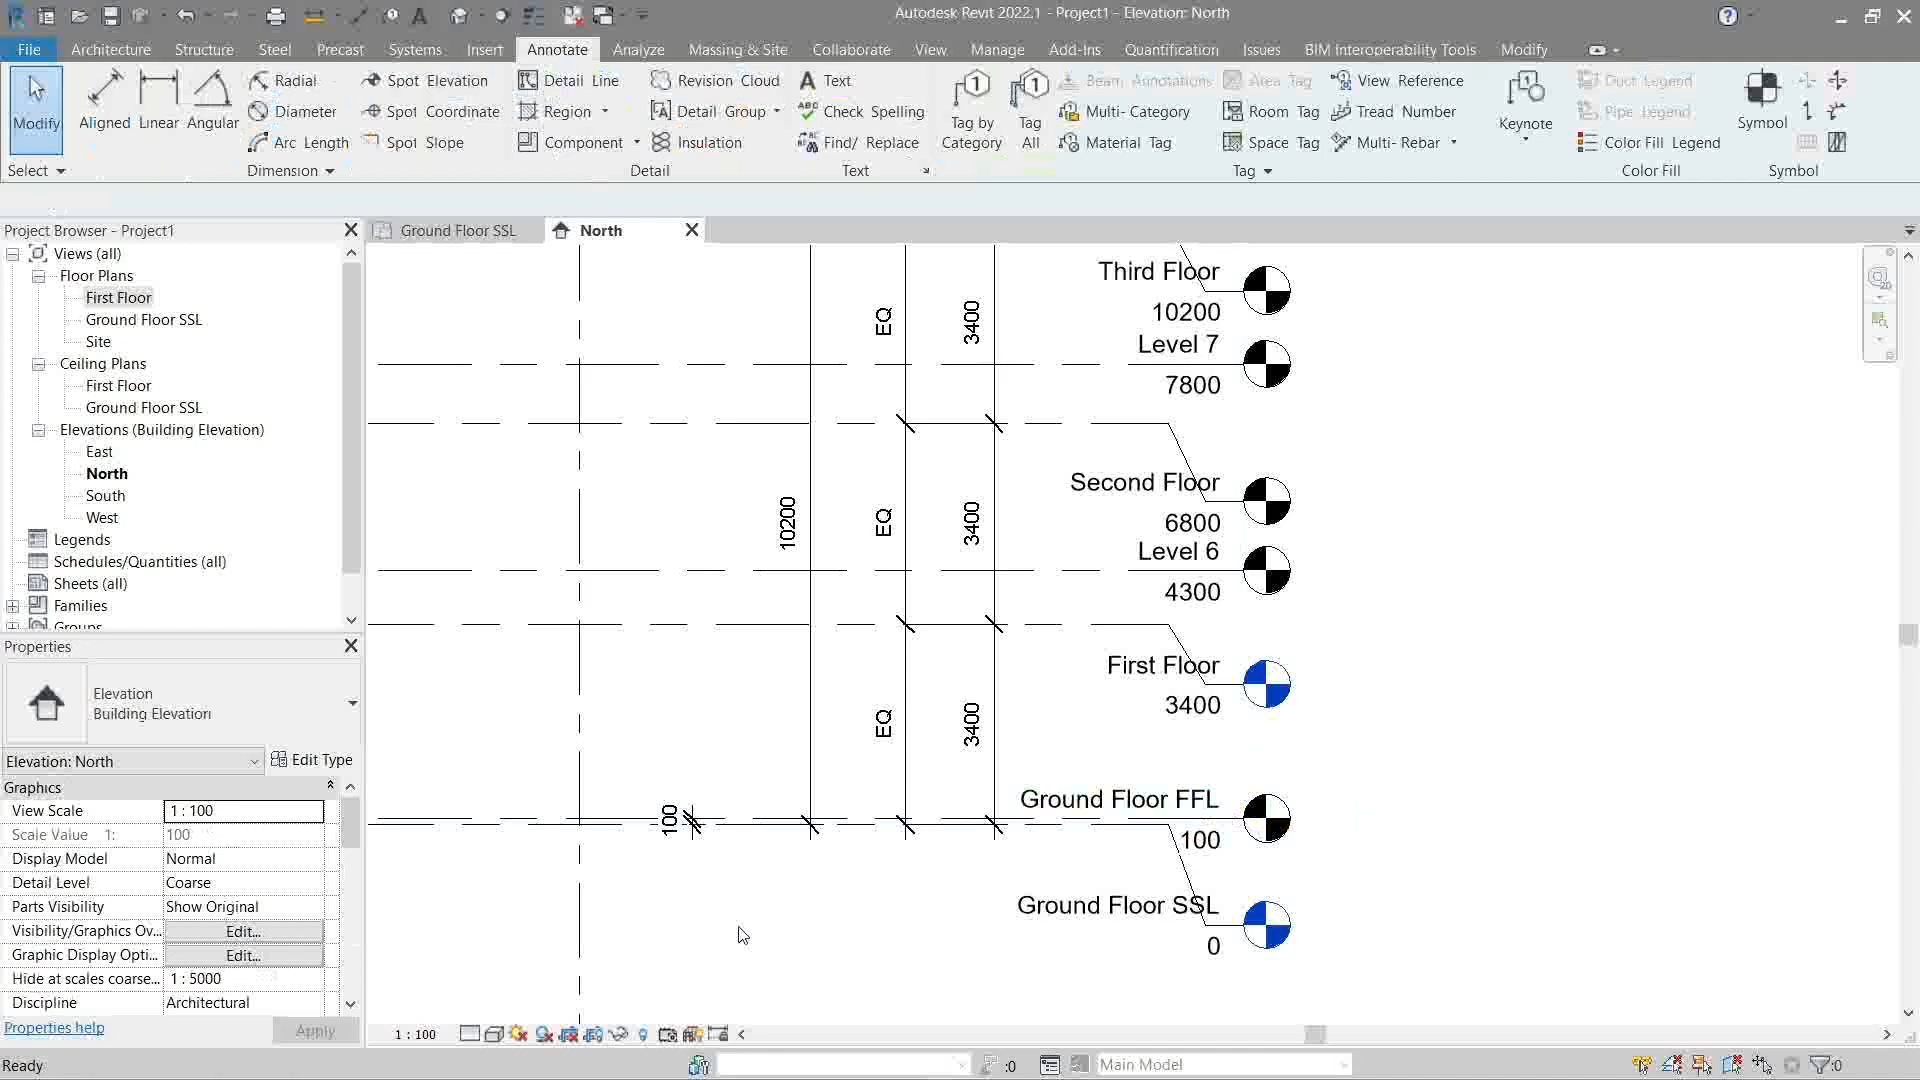 Autodesk Revit 2022.1 - Project1 - Elevation: North
File Architecture Structure Steel Precast Systems Insert Annotate Analyze Massing & Site Collaborate View Manage Add-Ins Quantification Issues BIM Interoperability Tools Modify
Modify
Aligned Linear Angular
Radial
Diameter
Arc Length
Spot Elevation
Spot Coordinate
Spot Slope
Detail Line
Region
Component
Revision Cloud
Detail Group
Insulation
A Text
ABC Check Spelling
Find/ Replace
Tag by Category
Tag All
Beam Annotations
Multi- Category
Material Tag
Area Tag
Room Tag
Space Tag
View Reference
Tread Number
Multi- Rebar
Keynote
Duct Legend
Pipe Legend
Color Fill Legend
Symbol
Select Dimension Detail Text Tag Color Fill Symbol
Project Browser - Project1
Views (all)
Floor Plans
First Floor
Ground Floor SSL
Site
Ceiling Plans
First Floor
Ground Floor SSL
Elevations (Building Elevation)
East
North
South
West
Legends
Schedules/Quantities (all)
Sheets (all)
Families
Groups
Properties
Elevation
Building Elevation
Elevation: North Edit Type
Graphics
View Scale 1 : 100
Scale Value 1: 100
Display Model Normal
Detail Level Coarse
Parts Visibility Show Original
Visibility/Graphics Ov... Edit...
Graphic Display Opti... Edit...
Hide at scales coarse... 1 : 5000
Discipline Architectural
Properties help Apply
Ground Floor SSL North
Third Floor
10200
Level 7
7800
Second Floor
6800
Level 6
4300
First Floor
3400
Ground Floor FFL
100
Ground Floor SSL
0
EQ 3400
10200 EQ 3400
EQ 3400
100
1 : 100
Ready :0 Main Model :0